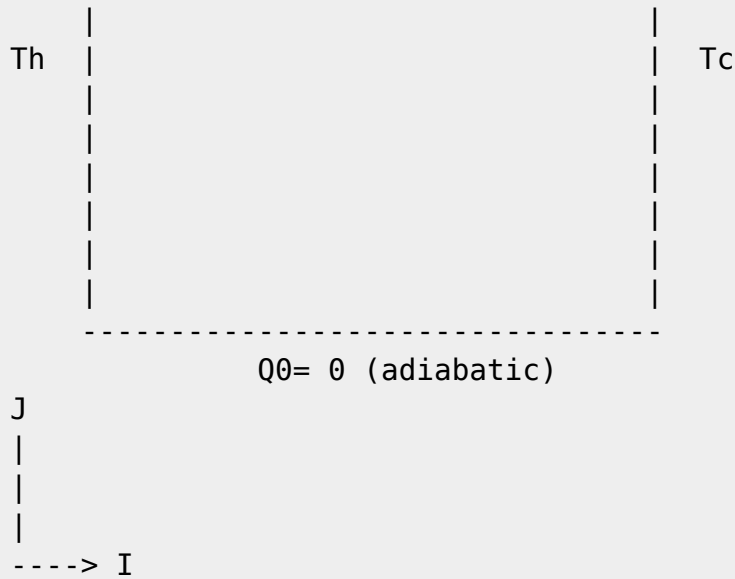 Th Tc
Q0= 0 (adiabatic)
J
----> I